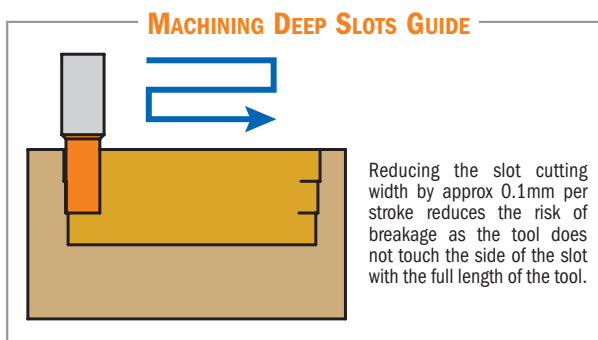 MACHINING DEEP SLOTS GUIDE
Reducing the slot cutting
width by approx 0.1mm per
stroke reduces the risk of
breakage as the tool does
not touch the side of the slot
with the full length of the tool.